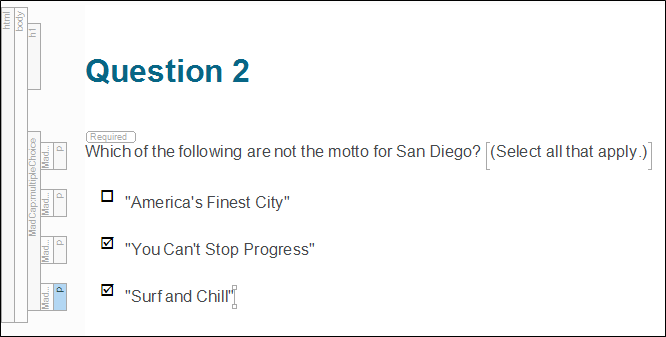 html
body
h1
MadCap:multipleChoice
Question 2
Required
Mad... p
Which of the following are not the motto for San Diego? (Select all that apply.)
Mad... p
"America's Finest City"
Mad... p
"You Can't Stop Progress"
Mad... p
"Surf and Chill"